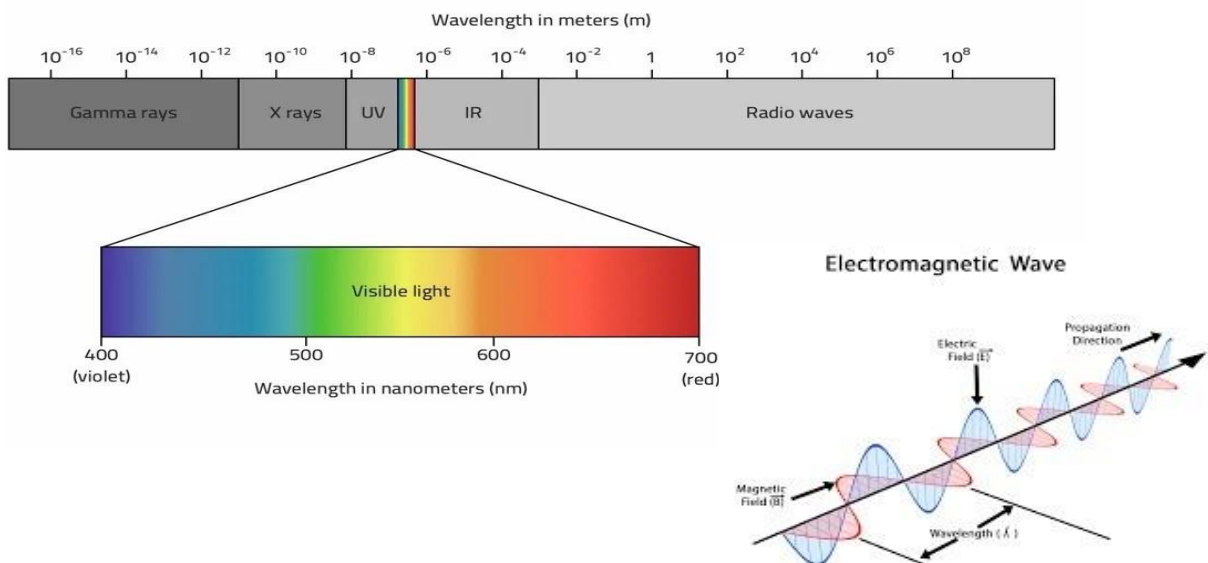 Wavelength in meters (m)
10⁻¹⁶ 10⁻¹⁴ 10⁻¹² 10⁻¹⁰ 10⁻⁸ 10⁻⁶ 10⁻⁴ 10⁻² 1 10² 10⁴ 10⁶ 10⁸
Gamma rays X rays UV IR Radio waves
Visible light
400 500 600 700
(violet) (red)
Wavelength in nanometers (nm)
Electromagnetic Wave
Propagation
Direction
Electric
Field (E⃗)
Magnetic
Field (B⃗)
Wavelength (λ)